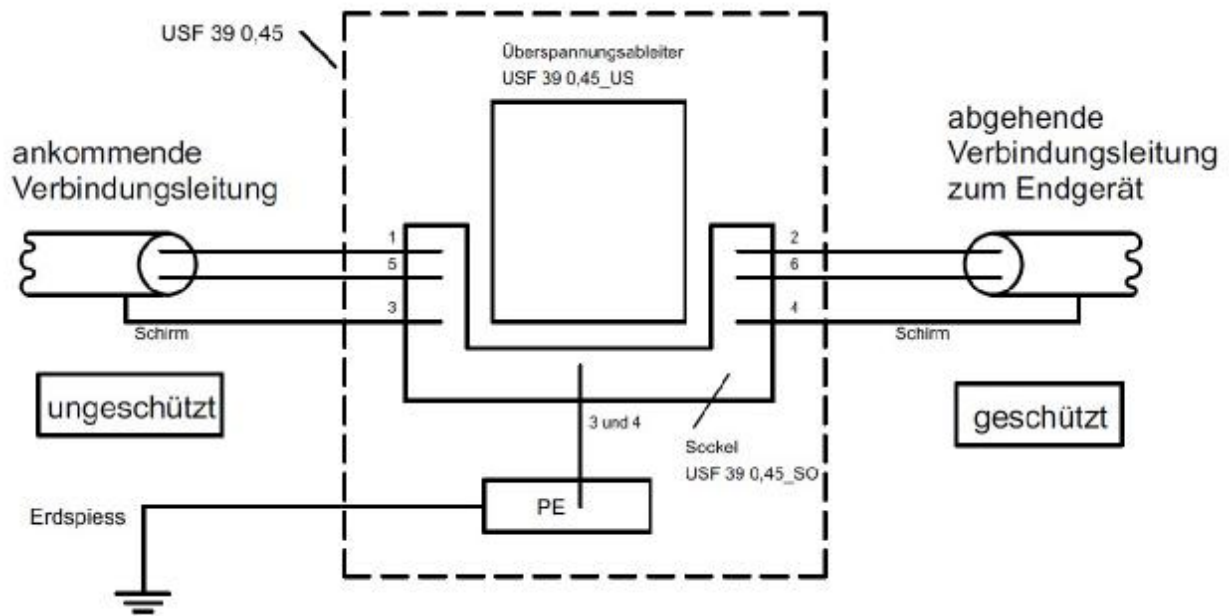 USF 39 0,45
Überspannungsableiter
USF 39 0,45_US
ankommende
Verbindungsleitung
abgehende
Verbindungsleitung
zum Endgerät
1
5
3
2
6
4
Schirm
Schirm
ungeschützt
geschützt
3 und 4
Sockel
USF 39 0,45_SO
PE
Erdspiess